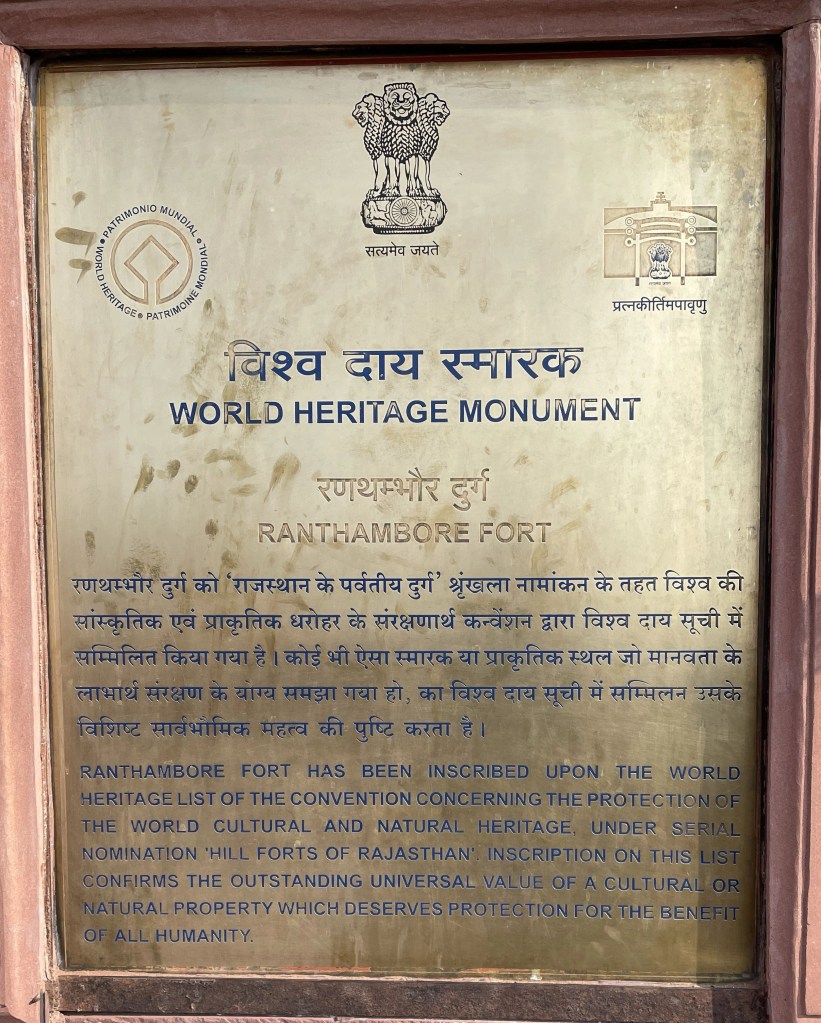 सत्यमेव जयते
PATRIMONIO MUNDIAL • WORLD HERITAGE • PATRIMOINE MONDIAL •
प्रत्नकीर्तिमपावृणु
विश्व दाय स्मारक
WORLD HERITAGE MONUMENT
रणथम्भौर दुर्ग
RANTHAMBORE FORT
रणथम्भौर दुर्ग को ‘राजस्थान के पर्वतीय दुर्ग’ श्रृंखला नामांकन के तहत विश्व की
सांस्कृतिक एवं प्राकृतिक धरोहर के संरक्षणार्थ कन्वेंशन द्वारा विश्व दाय सूची में
सम्मिलित किया गया है। कोई भी ऐसा स्मारक या प्राकृतिक स्थल जो मानवता के
लाभार्थ संरक्षण के योग्य समझा गया हो, का विश्व दाय सूची में सम्मिलन उसके
विशिष्ट सार्वभौमिक महत्व की पुष्टि करता है।
RANTHAMBORE FORT HAS BEEN INSCRIBED UPON THE WORLD
HERITAGE LIST OF THE CONVENTION CONCERNING THE PROTECTION OF
THE WORLD CULTURAL AND NATURAL HERITAGE, UNDER SERIAL
NOMINATION 'HILL FORTS OF RAJASTHAN'. INSCRIPTION ON THIS LIST
CONFIRMS THE OUTSTANDING UNIVERSAL VALUE OF A CULTURAL OR
NATURAL PROPERTY WHICH DESERVES PROTECTION FOR THE BENEFIT
OF ALL HUMANITY.